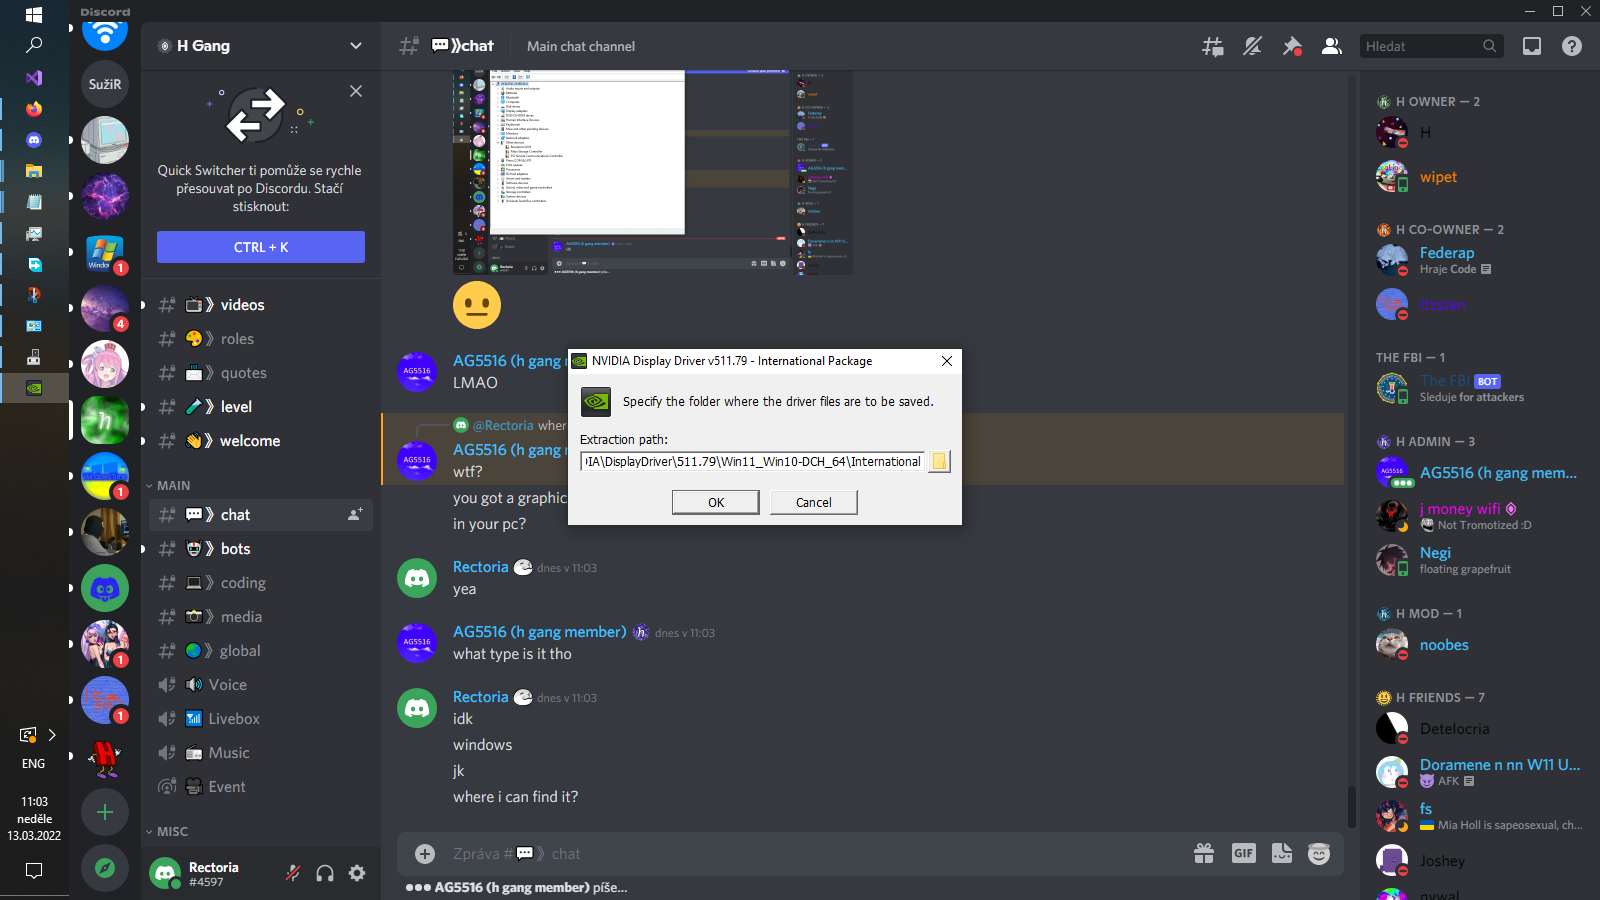 Discord
H Gang
Quick Switcher ti pomůže se rychle
přesouvat po Discordu. Stačí
stisknout:
CTRL + K
videos
roles
quotes
level
welcome
MAIN
chat
bots
coding
media
global
Voice
Livebox
Music
Event
MISC
Rectoria
#4597
SužiR
Window
1
4
1
1
1
ENG
11:03
neděle
13.03.2022
chat
Main chat channel
Hledat
AG5516 (h gang
LMAO
@Rectoria wher
AG5516 (h gang
wtf?
you got a graphic
in your pc?
NVIDIA Display Driver v511.79 - International Package
Specify the folder where the driver files are to be saved.
Extraction path:
IA\DisplayDriver\511.79\Win11_Win10-DCH_64\International
OK
Cancel
Rectoria dnes v 11:03
yea
AG5516 (h gang member) dnes v 11:03
what type is it tho
Rectoria dnes v 11:03
idk
windows
jk
where i can find it?
Zpráva # chat
GIF
AG5516 (h gang member) píše...
H OWNER — 2
H
wipet
H CO-OWNER — 2
Federap
Hraje Code
Itzsten
THE FBI — 1
The FBI BOT
Sleduje for attackers
H ADMIN — 3
AG5516 (h gang mem...
j money wifi
Not Tromotized :D
Negi
floating grapefruit
H MOD — 1
noobes
H FRIENDS — 7
Detelocria
Doramene n nn W11 U...
AFK
fs
Mia Holl is sapeosexual, ch...
Joshey